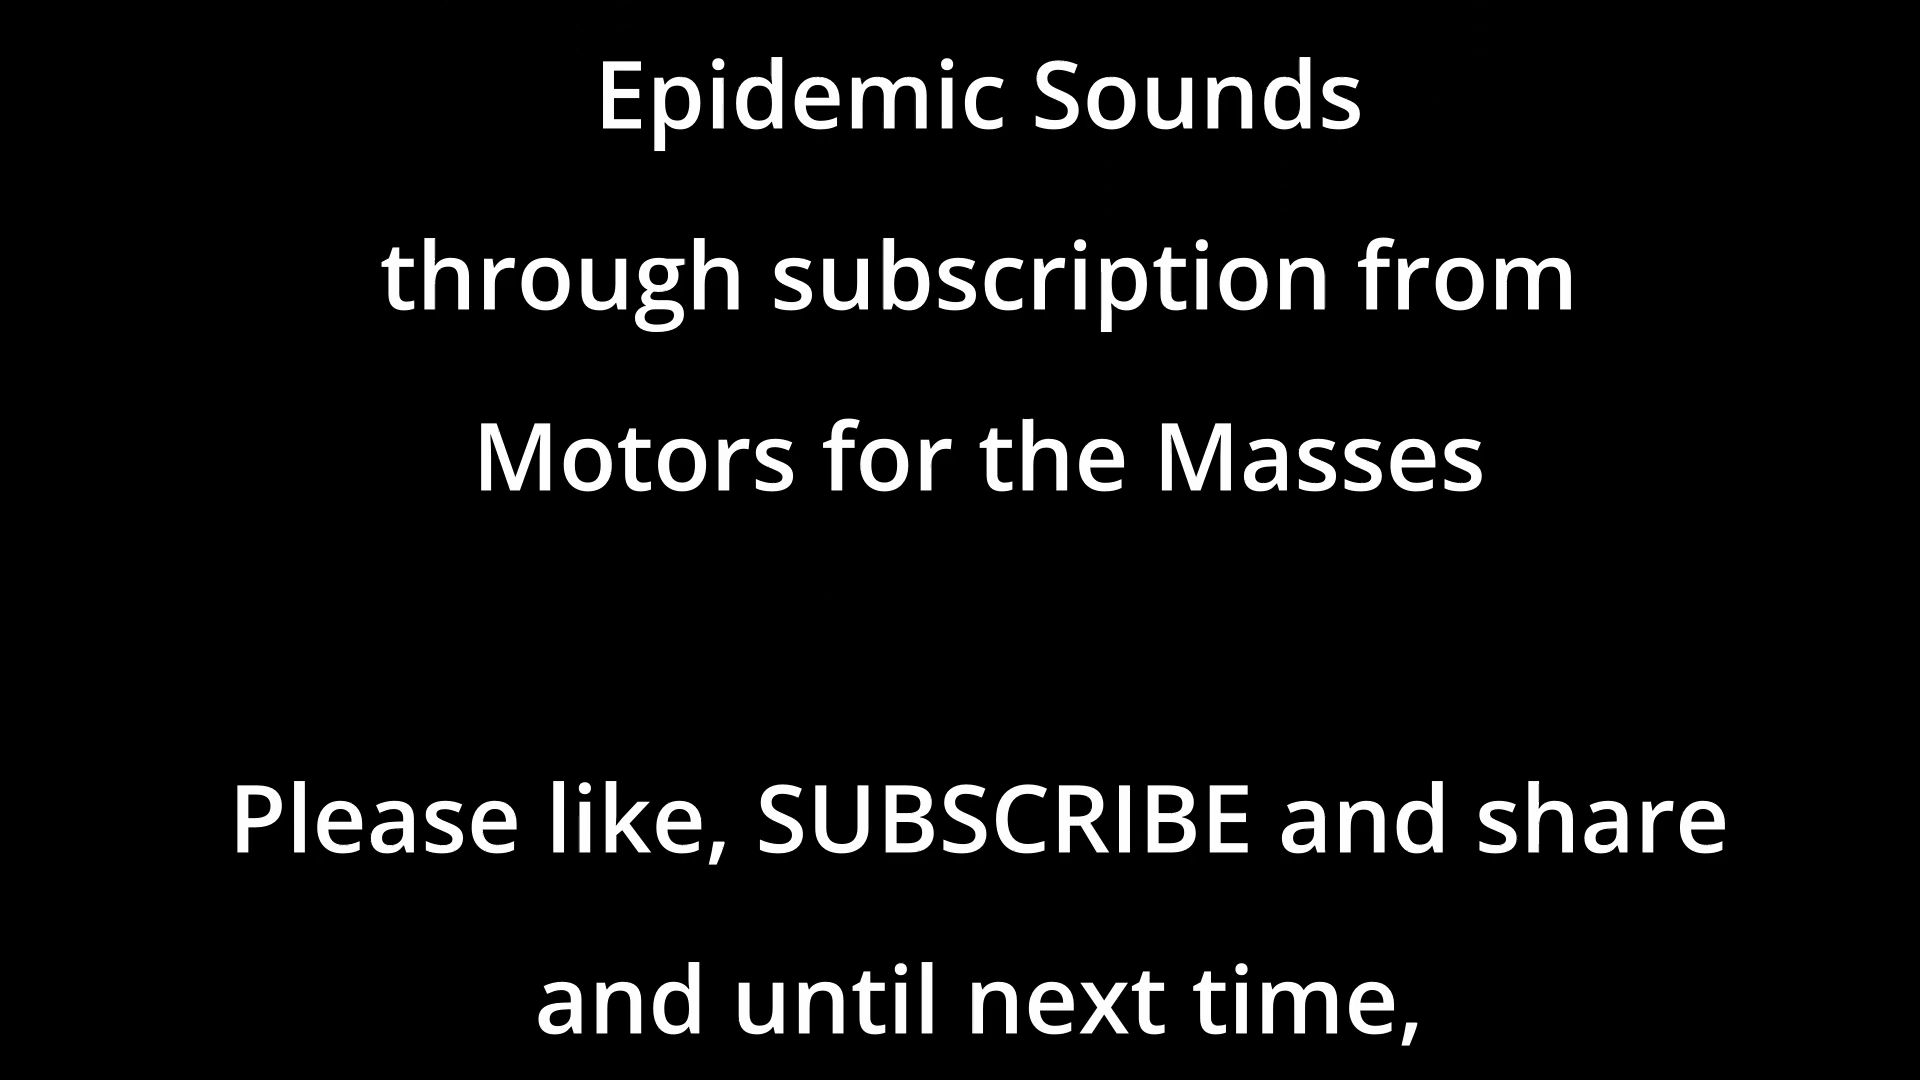 Epidemic Sounds
through subscription from
Motors for the Masses
Please like, SUBSCRIBE and share
and until next time,